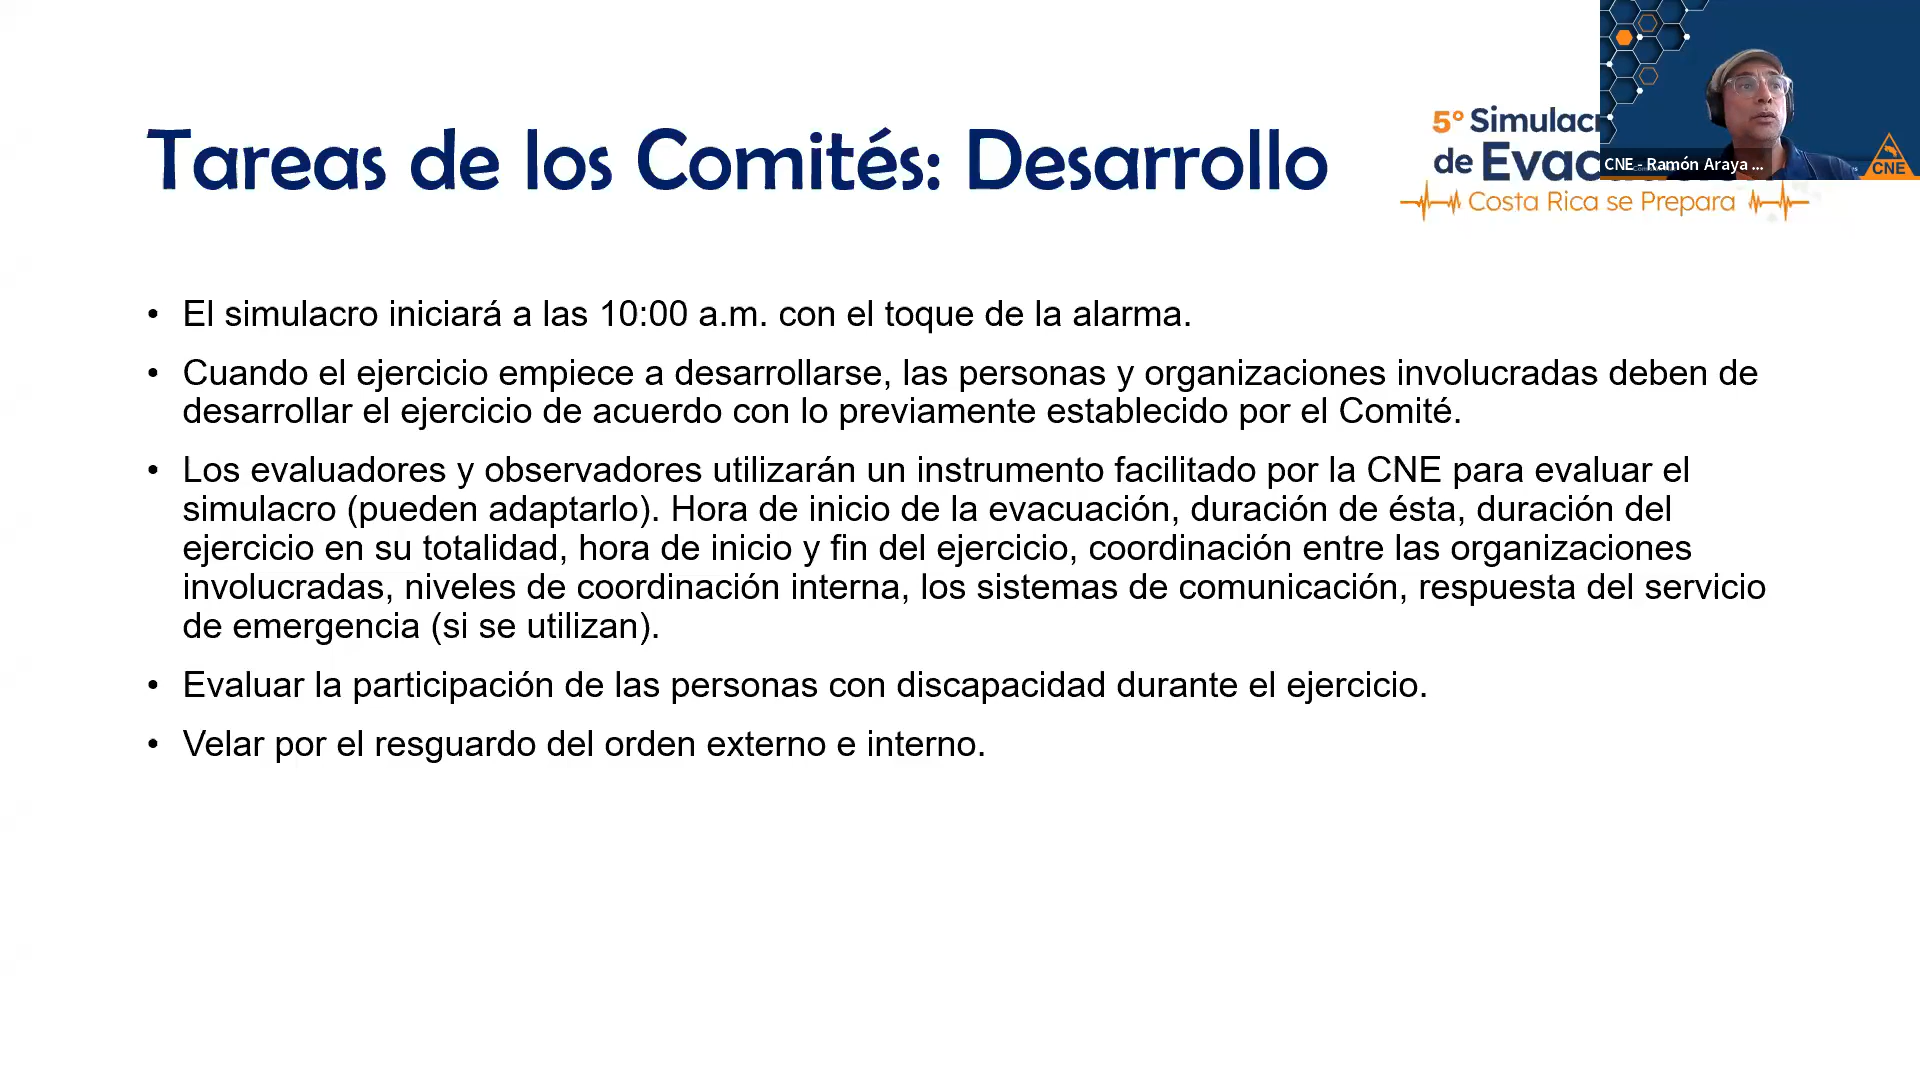 Tareas de los Comités: Desarrollo
5° Simulacr
de Evac
Costa Rica se Prepara
CNE - Ramón Araya ...
CNE
• El simulacro iniciará a las 10:00 a.m. con el toque de la alarma.
• Cuando el ejercicio empiece a desarrollarse, las personas y organizaciones involucradas deben de
desarrollar el ejercicio de acuerdo con lo previamente establecido por el Comité.
• Los evaluadores y observadores utilizarán un instrumento facilitado por la CNE para evaluar el
simulacro (pueden adaptarlo). Hora de inicio de la evacuación, duración de ésta, duración del
ejercicio en su totalidad, hora de inicio y fin del ejercicio, coordinación entre las organizaciones
involucradas, niveles de coordinación interna, los sistemas de comunicación, respuesta del servicio
de emergencia (si se utilizan).
• Evaluar la participación de las personas con discapacidad durante el ejercicio.
• Velar por el resguardo del orden externo e interno.